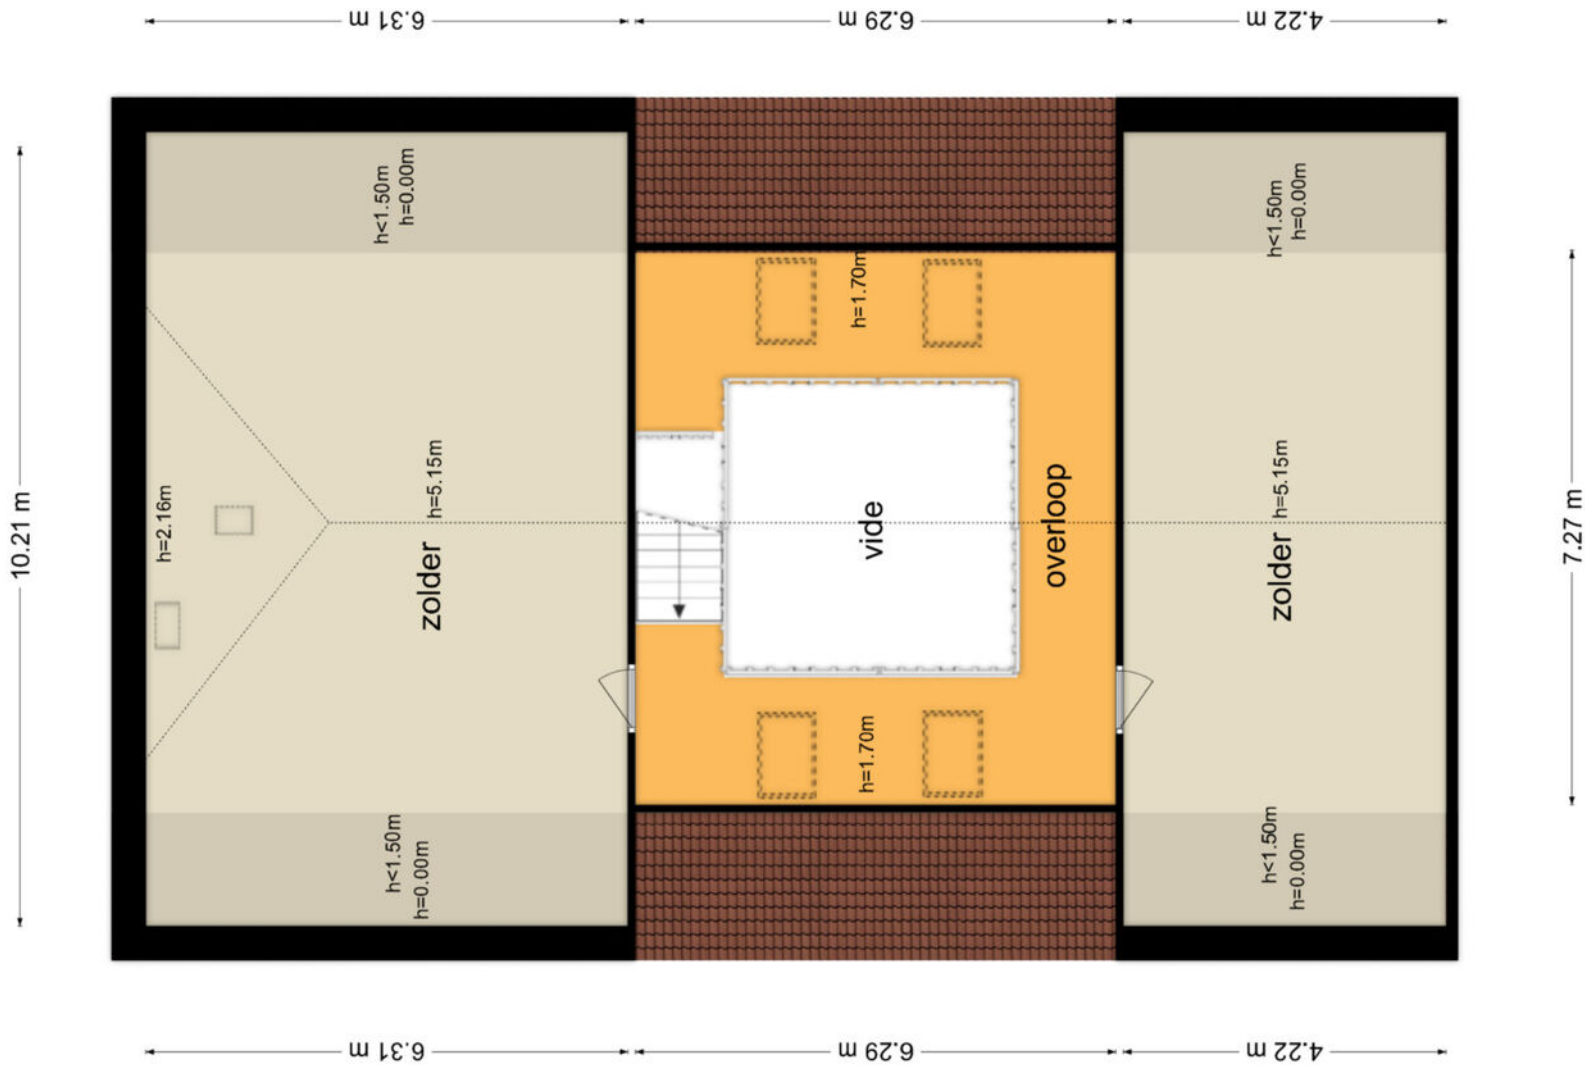 6.31 m
6.29 m
4.22 m
10.21 m
7.27 m
h<1.50m
h=0.00m
h<1.50m
h=0.00m
h=1.70m
h=2.16m
h=5.15m
zolder
vide
overloop
h=5.15m
zolder
h=1.70m
h<1.50m
h=0.00m
h<1.50m
h=0.00m
6.31 m
6.29 m
4.22 m